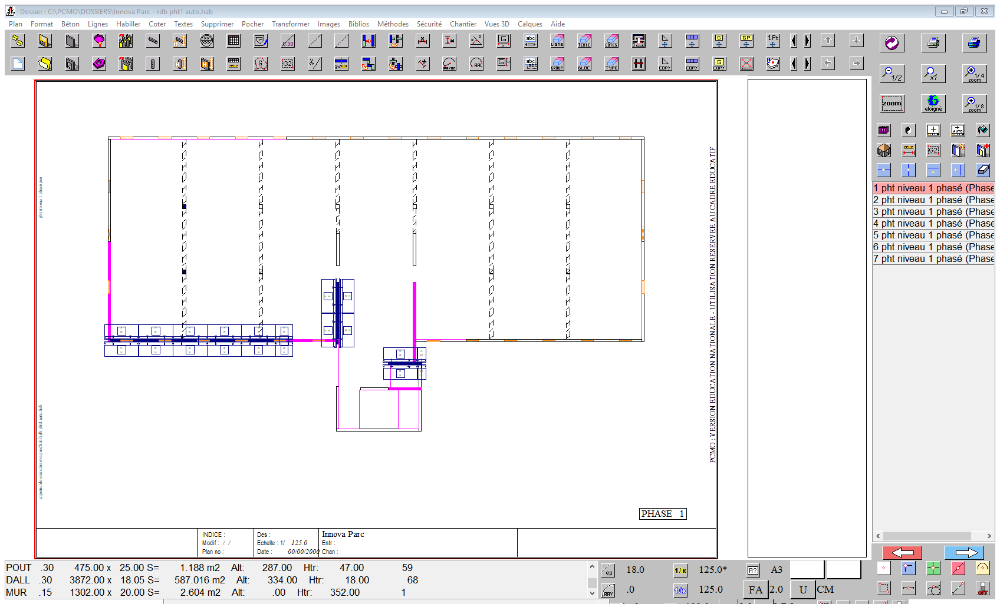 Dossier : C:\PCMO\DOSSIERS\Innova Parc - rdb pht1 auto.hab
Plan Format Béton Lignes Habiller Coter Textes Supprimer Pocher Transformer Images Biblios Méthodes Sécurité Chantier Vues 3D Calques Aide
0.30 abc LIGNE TEXTE COTES G GP 1Pt
G G2 RAYON ARC G abc abc GROUP BLOC TYPE COPY COPY G COPY
1/2 x1 1/4 zoom
zoom eloigné 1/8 zoom
AUTO
G2
1 pht niveau 1 phasé (Phase
2 pht niveau 1 phasé (Phase
3 pht niveau 1 phasé (Phase
4 pht niveau 1 phasé (Phase
5 pht niveau 1 phasé (Phase
6 pht niveau 1 phasé (Phase
7 pht niveau 1 phasé (Phase
pht niveau 1 phasé.poo
c:\pcmo\dossiers\innova parc\hab\rdb pht1 auto.hab
PCMO : VERSION EDUCATION NATIONALE - UTILISATION RESERVEE AU CADRE EDUCATIF
PHASE 1
INDICE :
Modif : / /
Plan no :
Des :
Echelle : 1/ 125.0
Date : 00/00/2000
Innova Parc
Entr :
Chan :
POUT .30 475.00 x 25.00 S= 1.188 m2 Alt: 287.00 Htr: 47.00 59
DALL .30 3872.00 x 18.05 S= 587.016 m2 Alt: 334.00 Htr: 18.00 68
MUR .15 1302.00 x 20.00 S= 2.604 m2 Alt: .00 Htr: 352.00 1
ep 18.0 1/x 125.0* A? A3
RAY .0 1/xx 125.0 FA 2.0 U CM
OFF